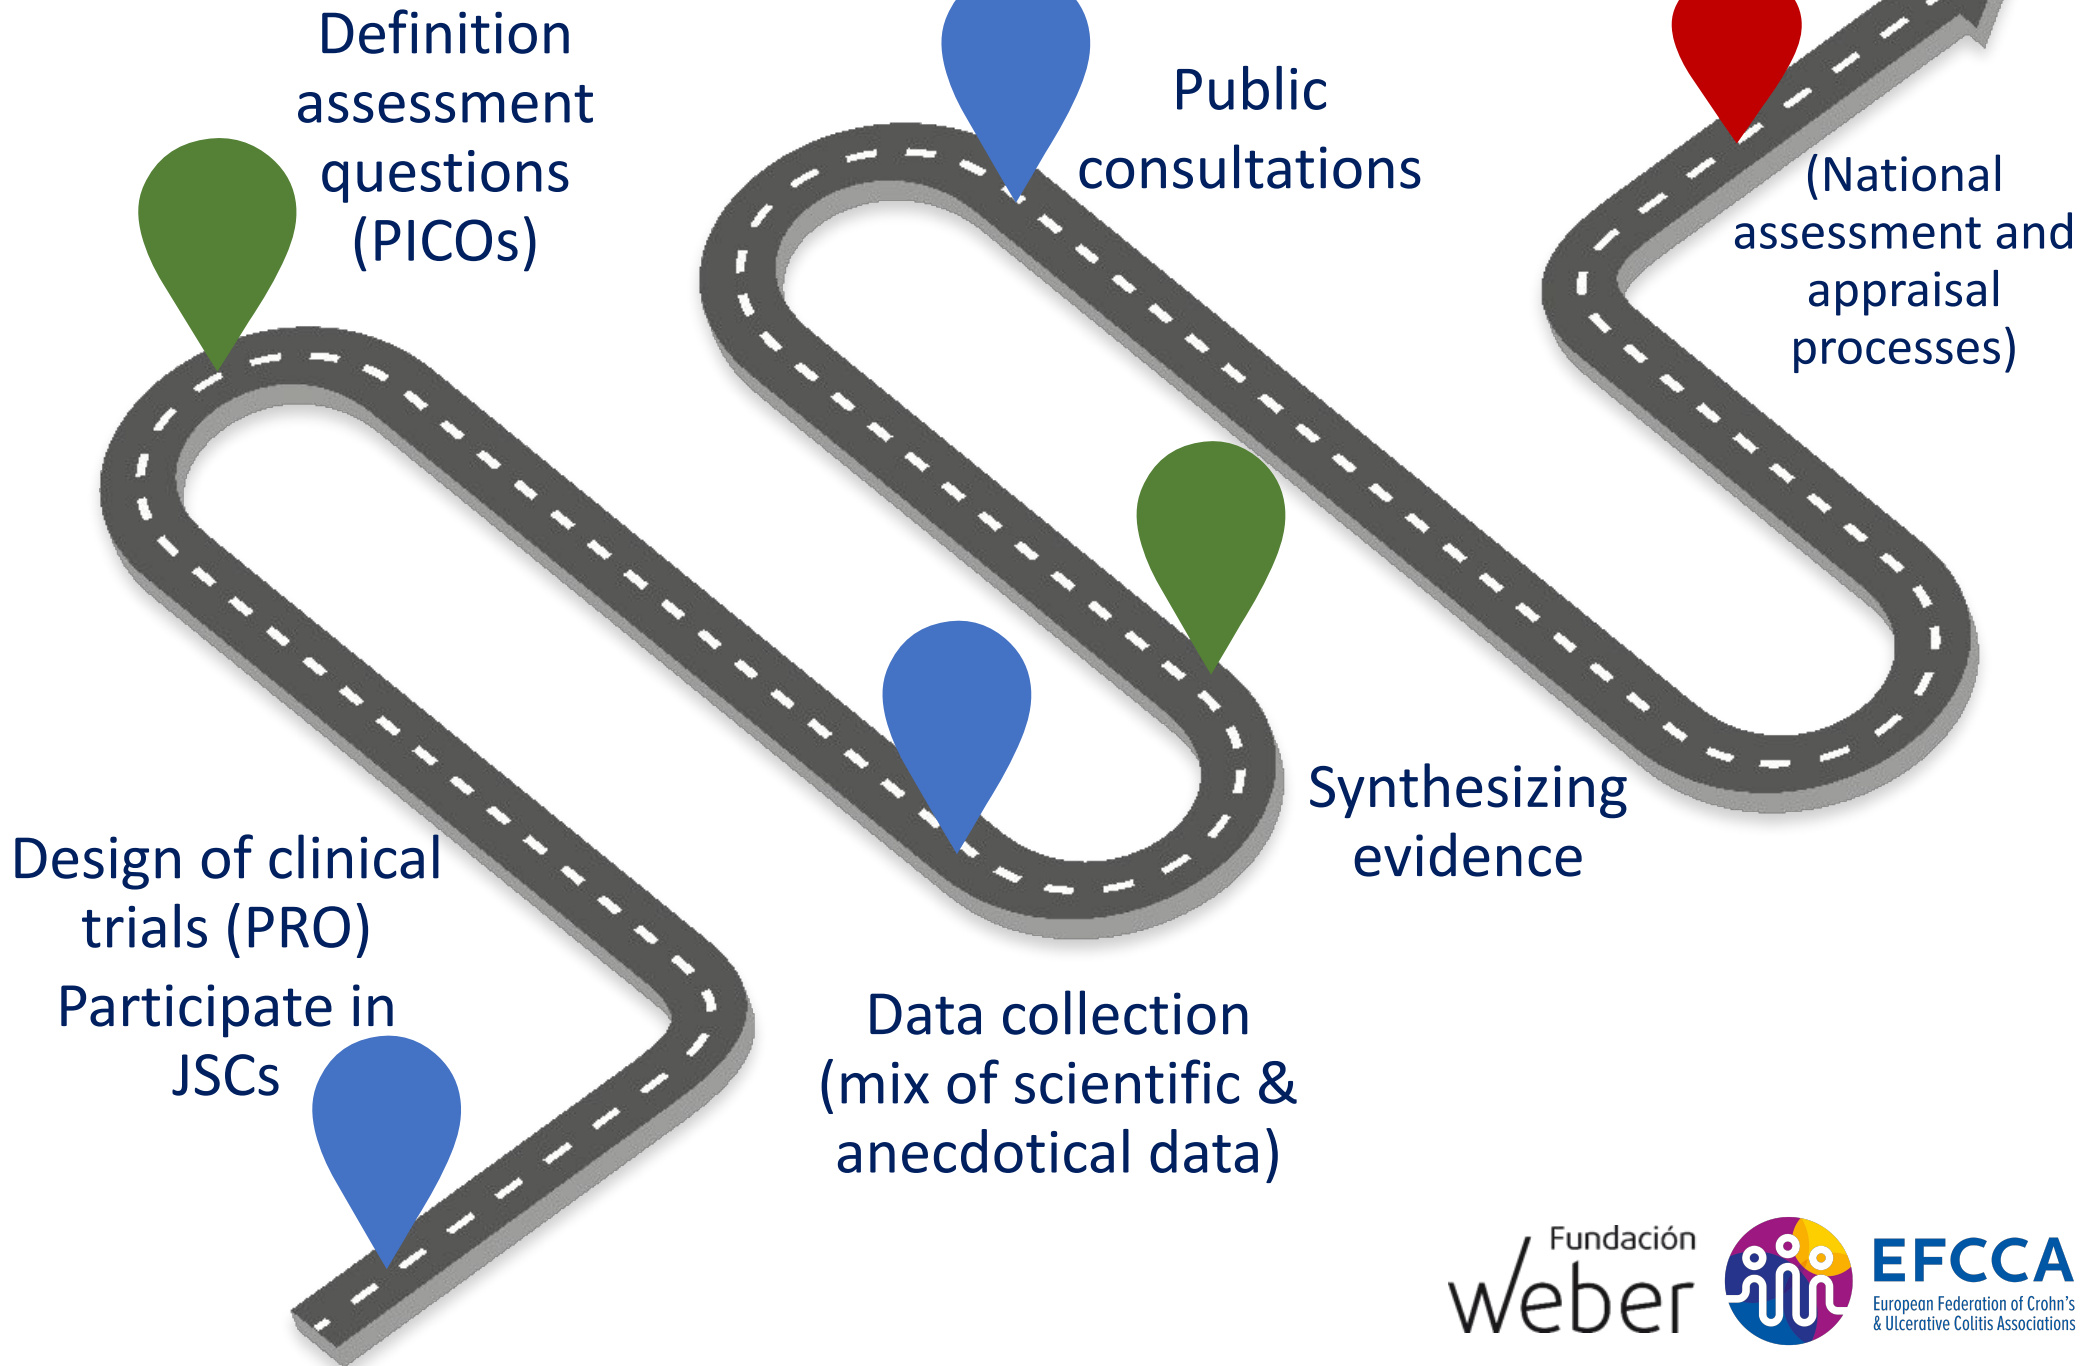 Definition
assessment
questions
(PICOs)
Public
consultations
(National
assessment and
appraisal
processes)
Synthesizing
evidence
Design of clinical
trials (PRO)
Participate in
JSCs
Data collection
(mix of scientific &
anecdotical data)
Fundación
weber
EFCCA
European Federation of Crohn's
& Ulcerative Colitis Associations